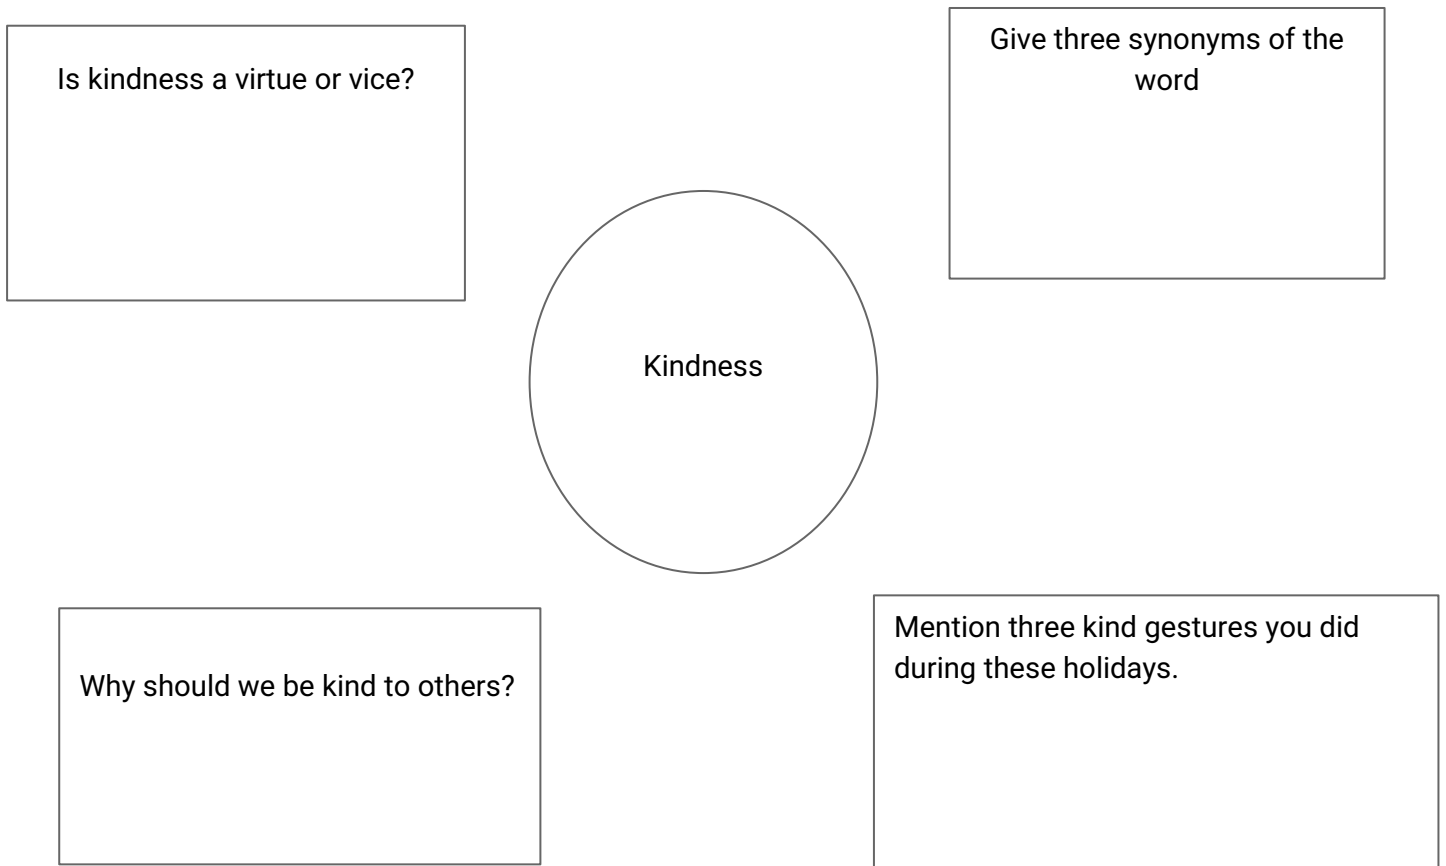 Is kindness a virtue or vice?
Give three synonyms of the
word
Kindness
Why should we be kind to others?
Mention three kind gestures you did
during these holidays.